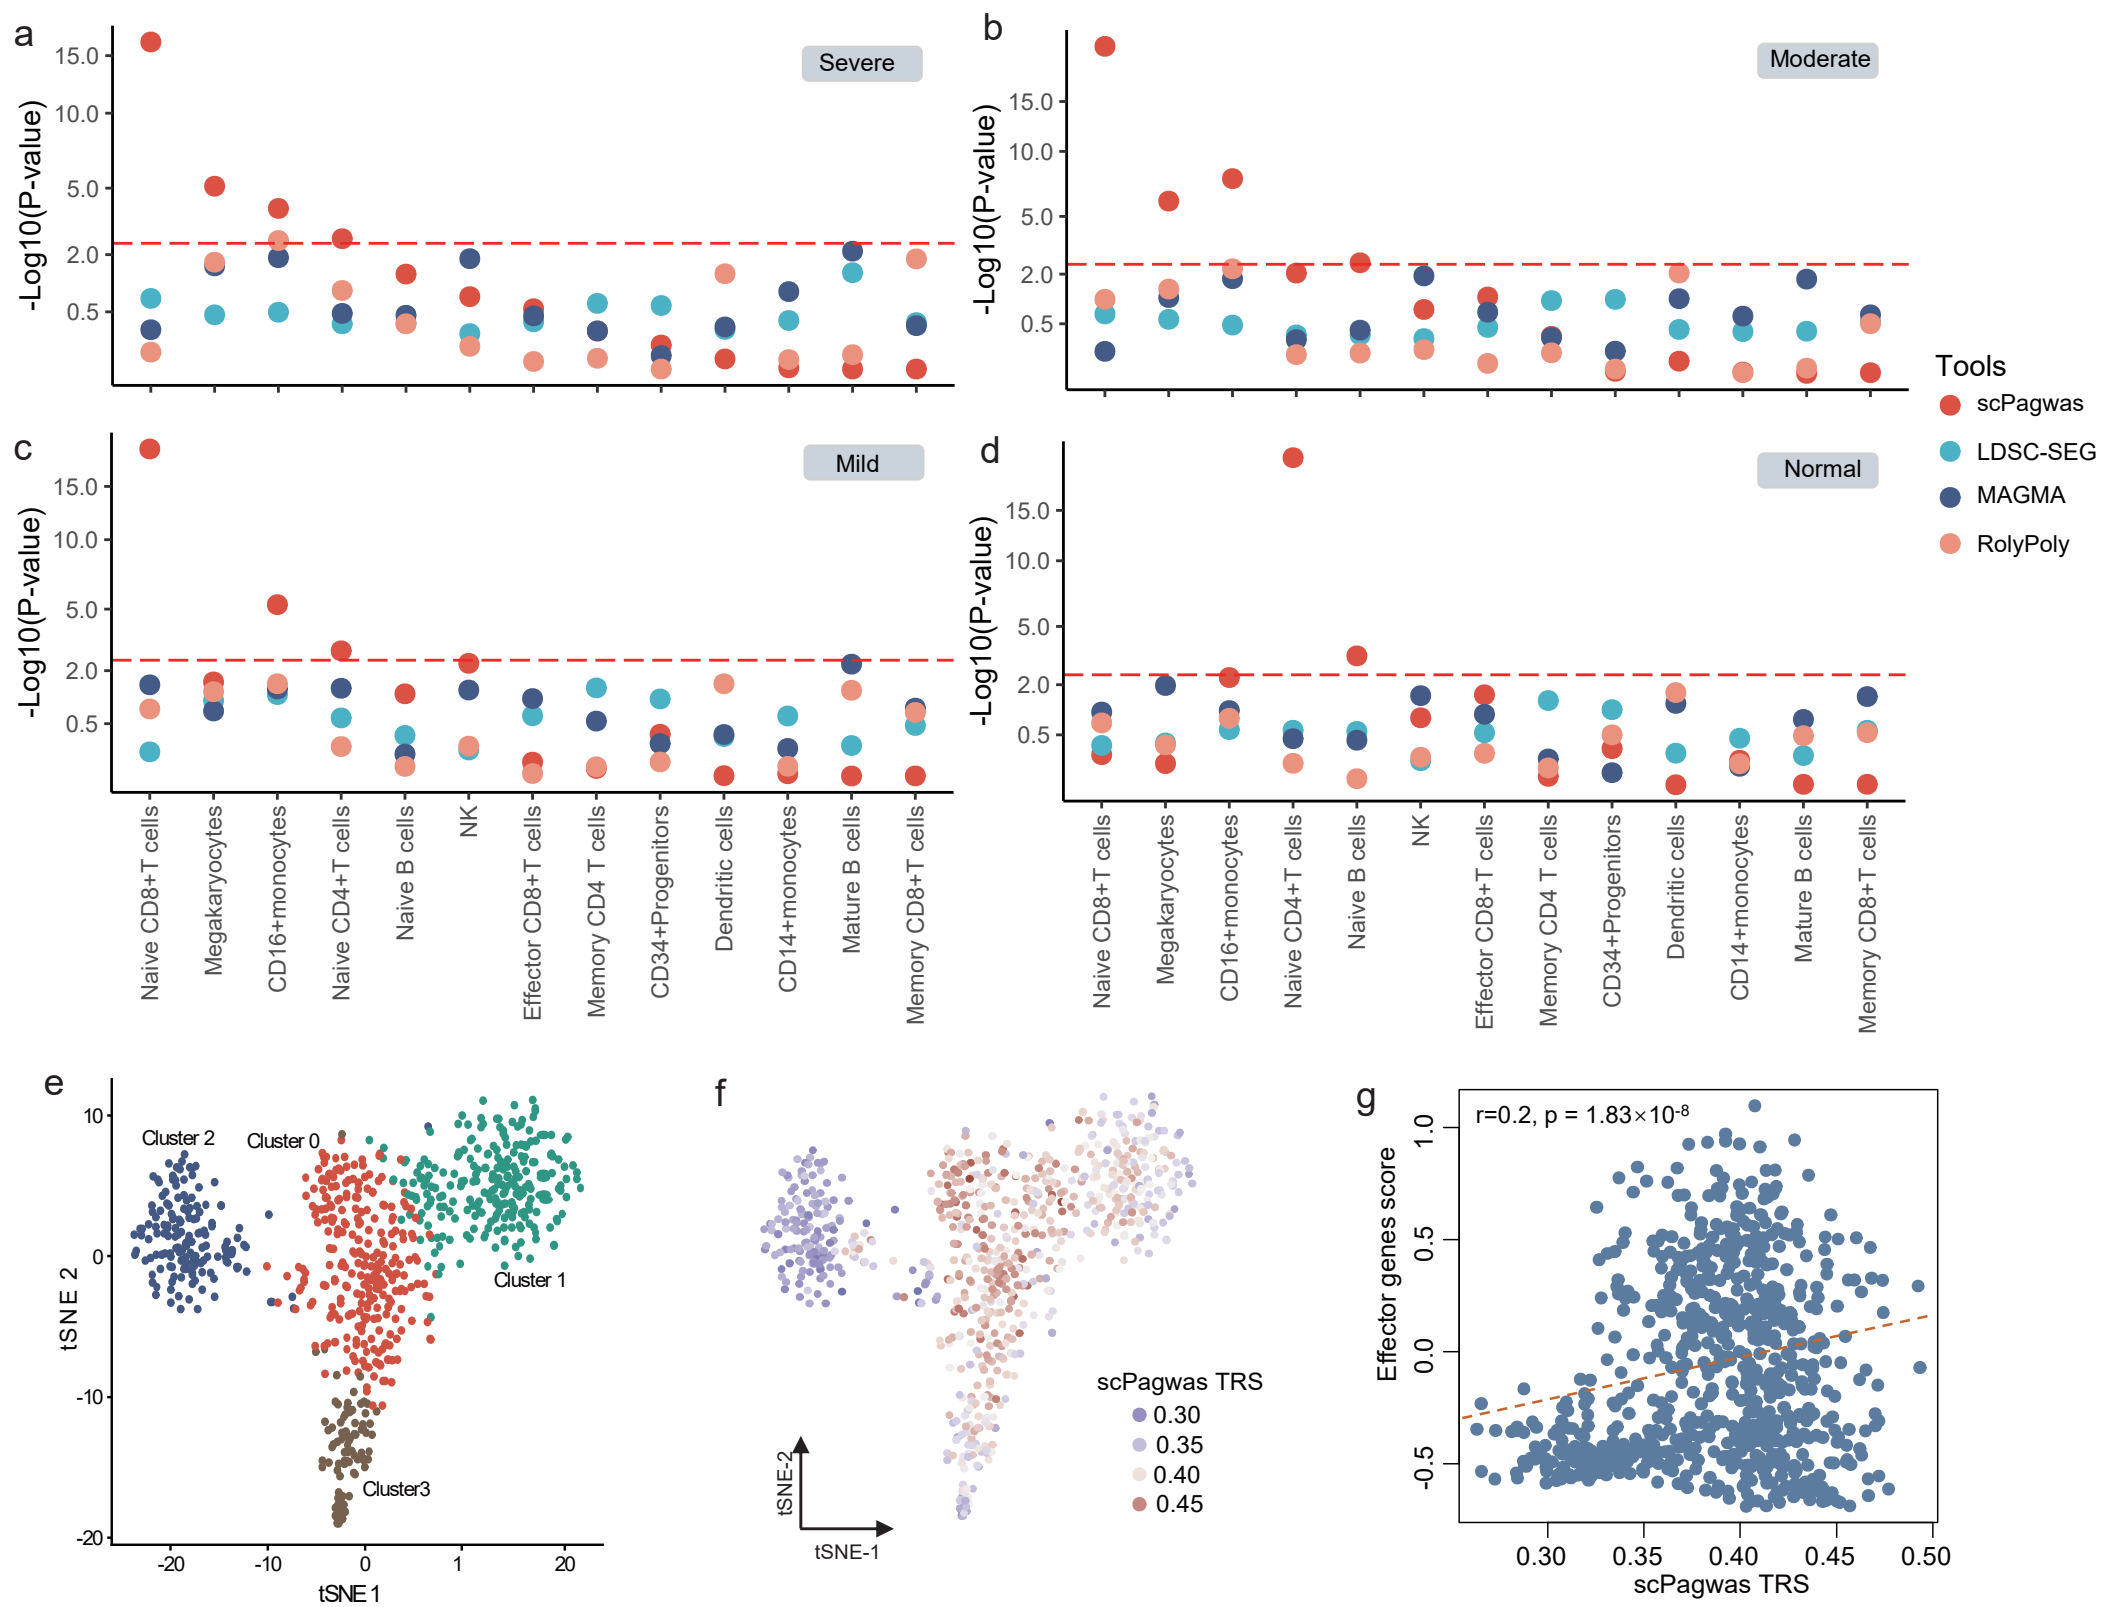 a
15.0
10.0
5.0
2.0
0.5
-Log10(P-value)
Severe
b
15.0
10.0
5.0
2.0
0.5
-Log10(P-value)
Moderate
Tools
scPagwas
LDSC-SEG
MAGMA
RolyPoly
c
15.0
10.0
5.0
2.0
0.5
-Log10(P-value)
Mild
Naive CD8+T cells
Megakaryocytes
CD16+monocytes
Naive CD4+T cells
Naive B cells
NK
Effector CD8+T cells
Memory CD4 T cells
CD34+Progenitors
Dendritic cells
CD14+monocytes
Mature B cells
Memory CD8+T cells
d
15.0
10.0
5.0
2.0
0.5
-Log10(P-value)
Normal
Naive CD8+T cells
Megakaryocytes
CD16+monocytes
Naive CD4+T cells
Naive B cells
NK
Effector CD8+T cells
Memory CD4 T cells
CD34+Progenitors
Dendritic cells
CD14+monocytes
Mature B cells
Memory CD8+T cells
e
10
0
-10
-20
tSNE 2
Cluster 2
Cluster 0
Cluster 1
Cluster3
-20
-10
0
1
20
tSNE1
f
scPagwas TRS
0.30
0.35
0.40
0.45
tSNE-2
tSNE-1
g
r=0.2, p = 1.83×10-8
1.0
0.5
0.0
-0.5
Effector genes score
0.30
0.35
0.40
0.45
0.50
scPagwas TRS